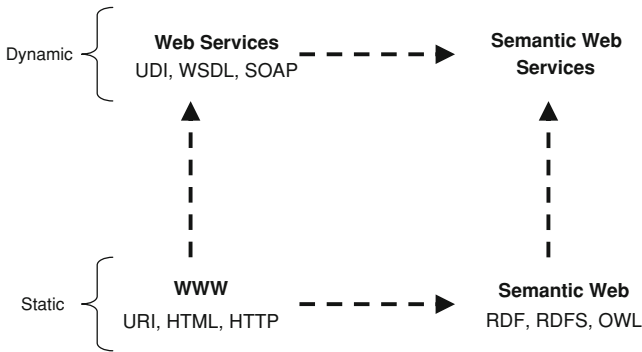 Dynamic
Web Services
UDI, WSDL, SOAP
Semantic Web
Services
Static
WWW
URI, HTML, HTTP
Semantic Web
RDF, RDFS, OWL